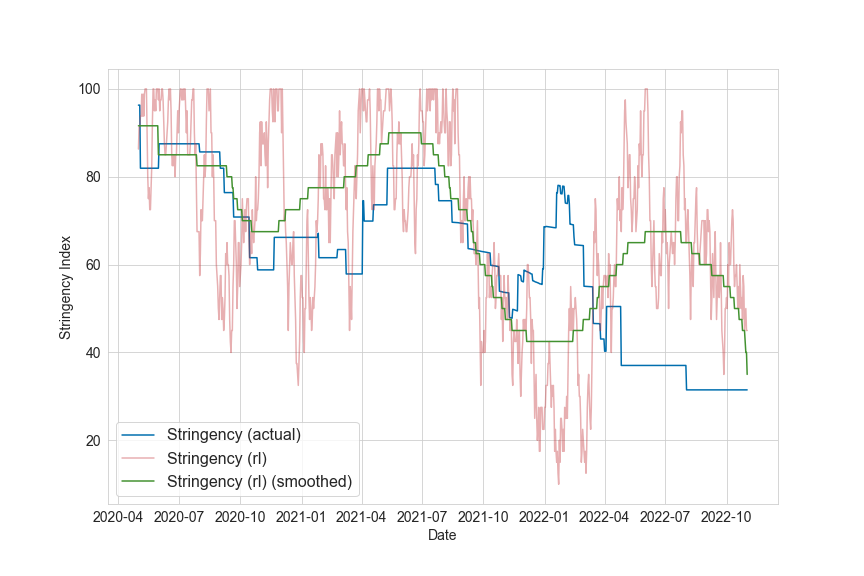 100
80
60
40
20
Stringency Index
Stringency (actual)
Stringency (rl)
Stringency (rl) (smoothed)
2020-04 2020-07 2020-10 2021-01 2021-04 2021-07 2021-10 2022-01 2022-04 2022-07 2022-10
Date